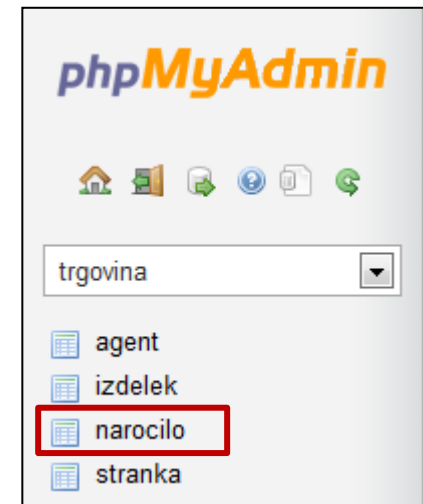 phpMyAdmin
trgovina
agent
izdelek
narocilo
stranka